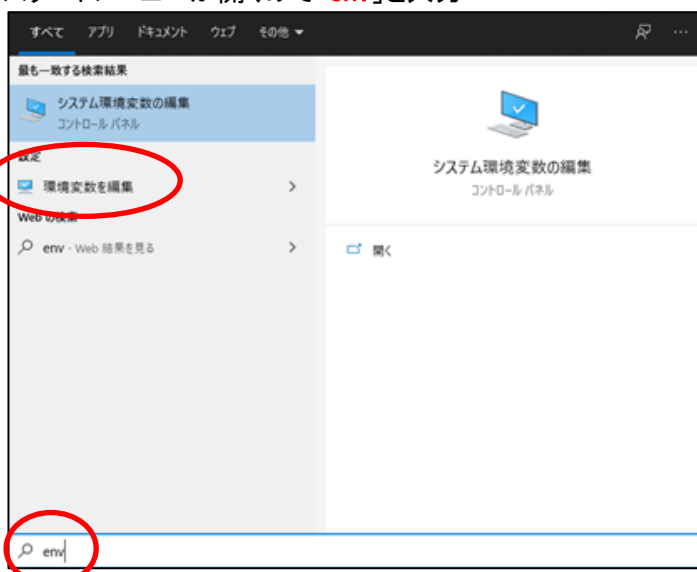 env」を入力
すべて アプリ ドキュメント ウェブ その他
最も一致する検索結果
システム環境変数の編集
コントロール パネル
設定
環境変数を編集
Web の検索
env - Web 結果を見る
システム環境変数の編集
コントロール パネル
開く
env